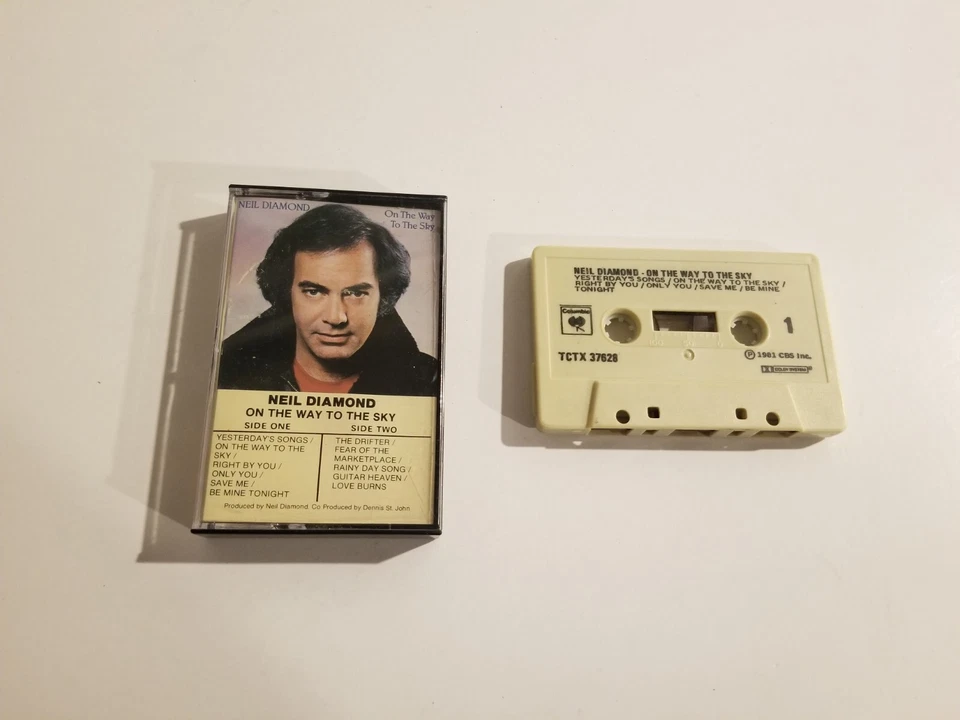 NEIL DIAMOND
On The Way
To The Sky
NEIL DIAMOND
ON THE WAY TO THE SKY
SIDE ONE
YESTERDAY'S SONGS /
ON THE WAY TO THE
SKY /
RIGHT BY YOU /
ONLY YOU /
SAVE ME /
BE MINE TONIGHT
SIDE TWO
THE DRIFTER /
FEAR OF THE
MARKETPLACE /
RAINY DAY SONG /
GUITAR HEAVEN /
LOVE BURNS
Produced by Neil Diamond. Co Produced by Dennis St. John
NEIL DIAMOND - ON THE WAY TO THE SKY
YESTERDAY'S SONGS / ON THE WAY TO THE SKY /
RIGHT BY YOU / ONLY YOU / SAVE ME / BE MINE
TONIGHT
Columbia
1
TCTX 37628
Ⓟ 1981 CBS Inc.
DOLBY SYSTEM